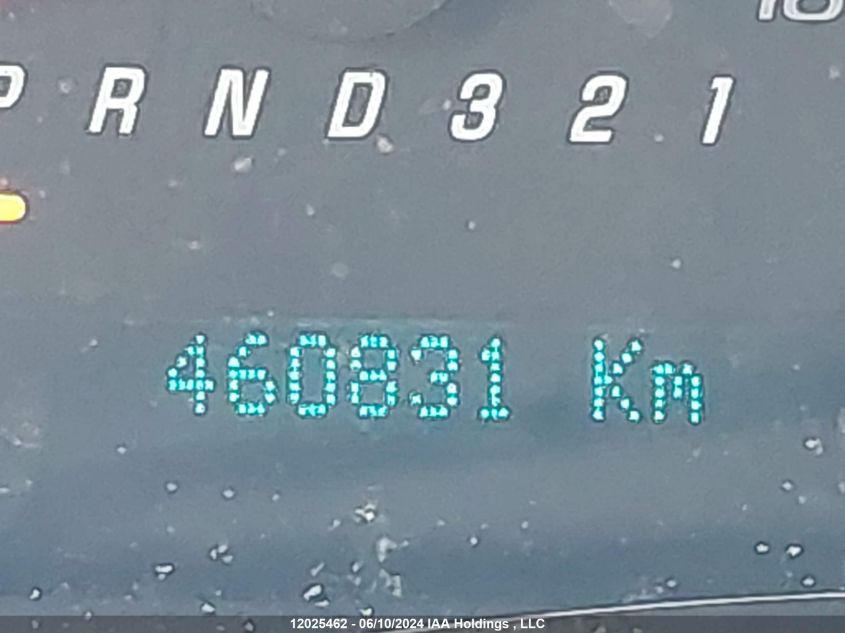 P R N D 3 2 1
460831 Km
12025462 - 06/10/2024 IAA Holdings , LLC